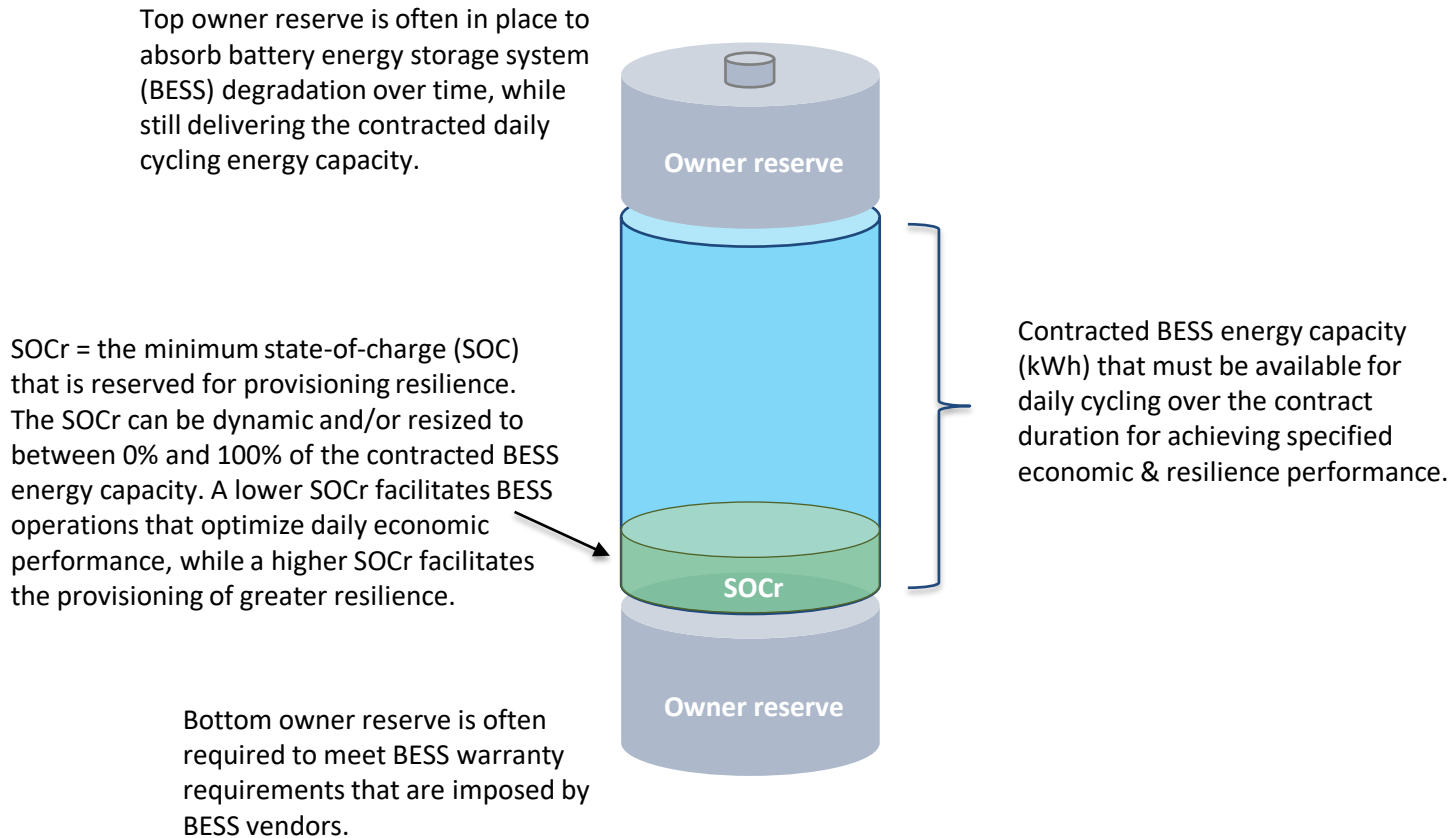 Top owner reserve is often in place to
absorb battery energy storage system
(BESS) degradation over time, while
still delivering the contracted daily
cycling energy capacity.
Owner reserve
SOCr = the minimum state-of-charge (SOC)
that is reserved for provisioning resilience.
The SOCr can be dynamic and/or resized to
between 0% and 100% of the contracted BESS
energy capacity. A lower SOCr facilitates BESS
operations that optimize daily economic
performance, while a higher SOCr facilitates
the provisioning of greater resilience.
Contracted BESS energy capacity
(kWh) that must be available for
daily cycling over the contract
duration for achieving specified
economic & resilience performance.
SOCr
Owner reserve
Bottom owner reserve is often
required to meet BESS warranty
requirements that are imposed by
BESS vendors.